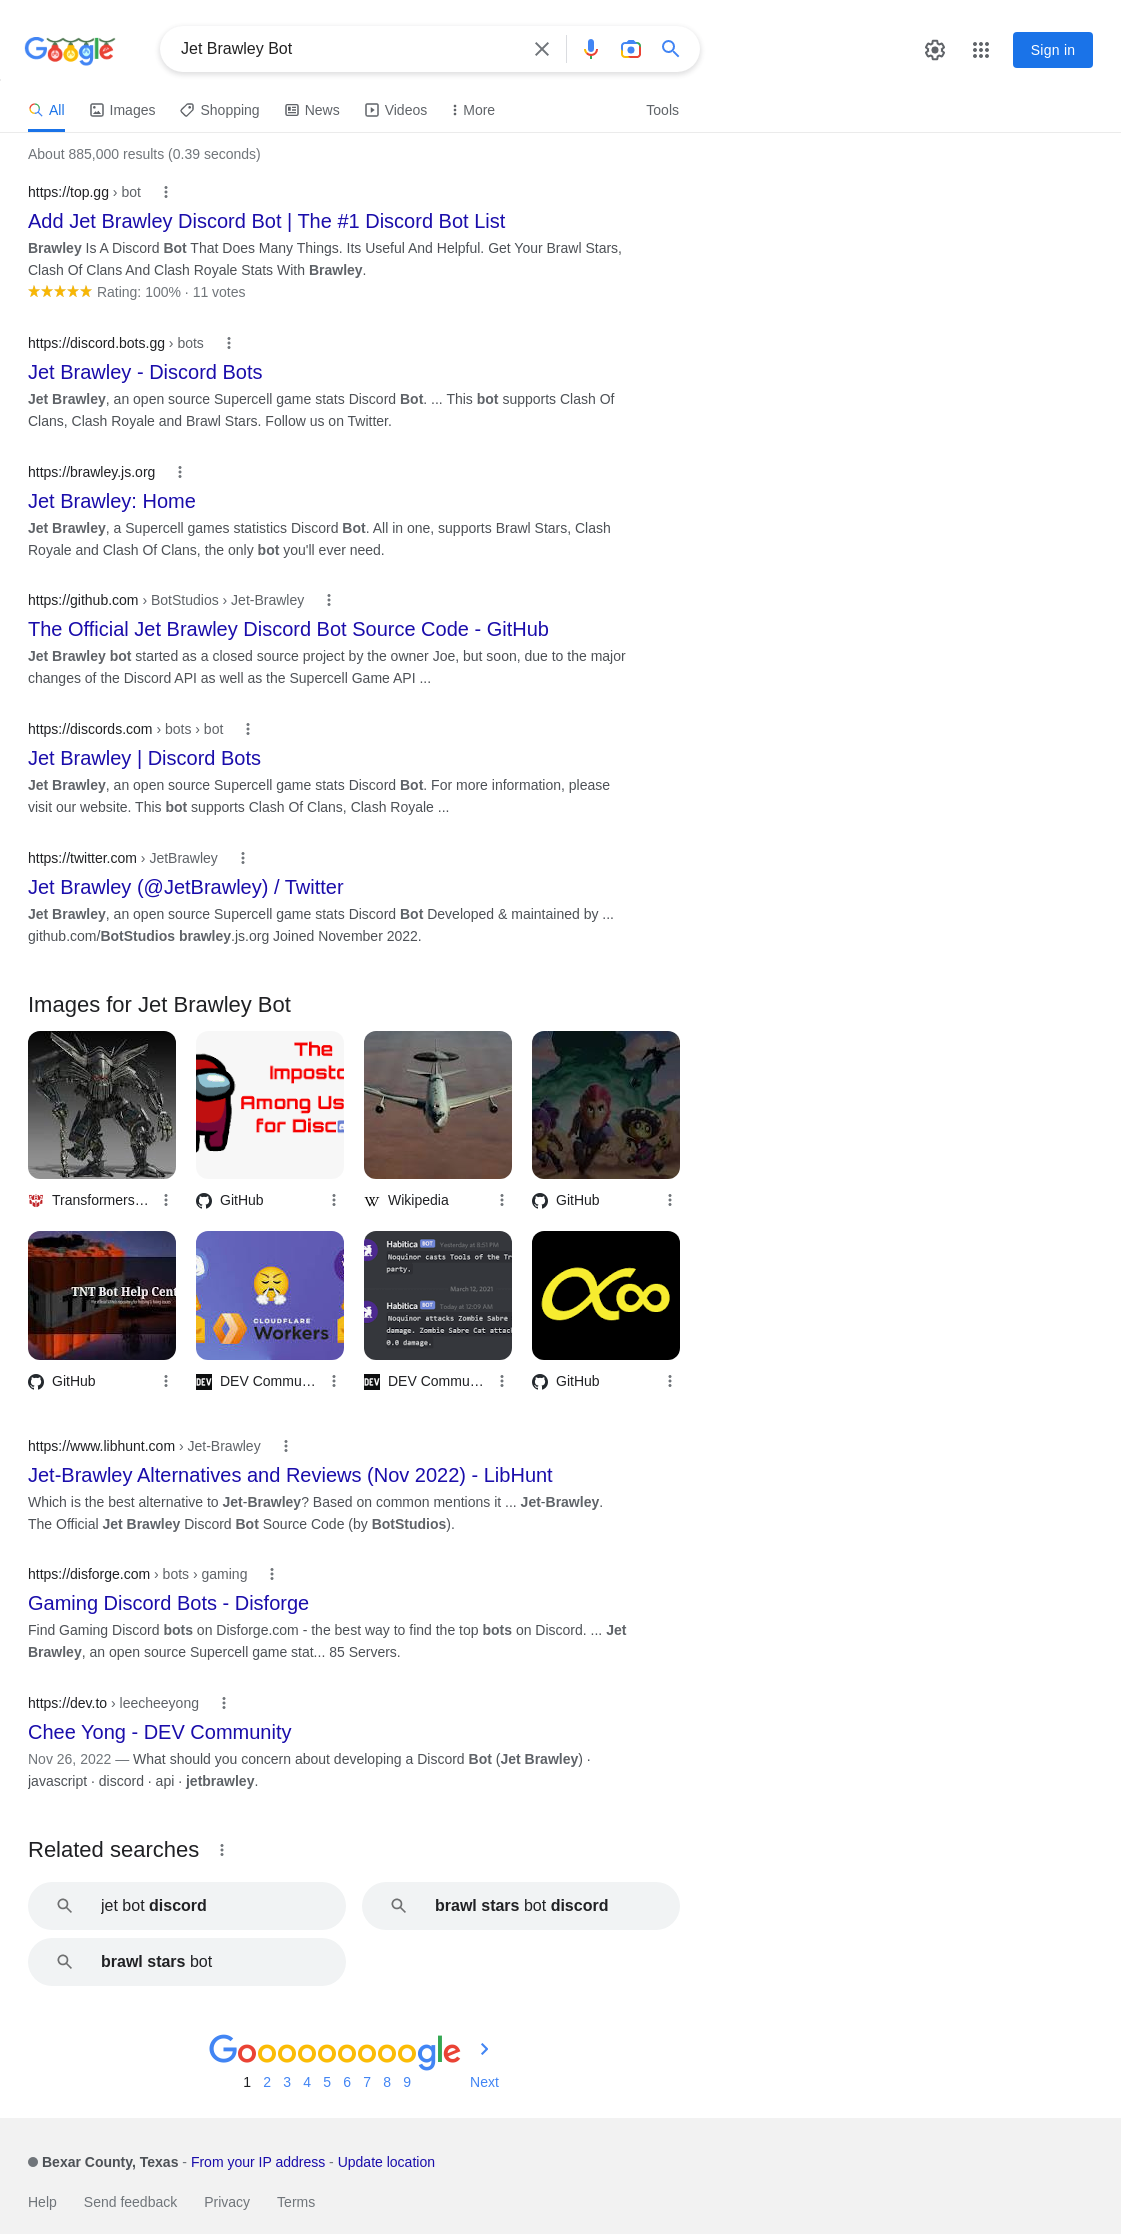 Google
Jet Brawley Bot
Sign in
All
Images
Shopping
News
Videos
More
Tools
About 885,000 results (0.39 seconds)
https://top.gg › bot
Add Jet Brawley Discord Bot | The #1 Discord Bot List
Brawley Is A Discord Bot That Does Many Things. Its Useful And Helpful. Get Your Brawl Stars,
Clash Of Clans And Clash Royale Stats With Brawley.
Rating: 100% · 11 votes
https://discord.bots.gg › bots
Jet Brawley - Discord Bots
Jet Brawley, an open source Supercell game stats Discord Bot. ... This bot supports Clash Of
Clans, Clash Royale and Brawl Stars. Follow us on Twitter.
https://brawley.js.org
Jet Brawley: Home
Jet Brawley, a Supercell games statistics Discord Bot. All in one, supports Brawl Stars, Clash
Royale and Clash Of Clans, the only bot you'll ever need.
https://github.com › BotStudios › Jet-Brawley
The Official Jet Brawley Discord Bot Source Code - GitHub
Jet Brawley bot started as a closed source project by the owner Joe, but soon, due to the major
changes of the Discord API as well as the Supercell Game API ...
https://discords.com › bots › bot
Jet Brawley | Discord Bots
Jet Brawley, an open source Supercell game stats Discord Bot. For more information, please
visit our website. This bot supports Clash Of Clans, Clash Royale ...
https://twitter.com › JetBrawley
Jet Brawley (@JetBrawley) / Twitter
Jet Brawley, an open source Supercell game stats Discord Bot Developed & maintained by ...
github.com/BotStudios brawley.js.org Joined November 2022.
Images for Jet Brawley Bot
The
Imposto
Among Us
for Disc
Transformers…
GitHub
W Wikipedia
GitHub
TNT Bot Help Cent
CLOUDFLARE
Workers
Habitica BOT Yesterday at 8:51 PM
Noquinor casts Tools of the Tr
party.
March 12, 2021
Habitica BOT Today at 12:09 AM
Noquinor attacks Zombie Sabre
damage. Zombie Sabre Cat attac
0.0 damage.
GitHub
DEV DEV Commu…
DEV DEV Commu…
GitHub
https://www.libhunt.com › Jet-Brawley
Jet-Brawley Alternatives and Reviews (Nov 2022) - LibHunt
Which is the best alternative to Jet-Brawley? Based on common mentions it ... Jet-Brawley.
The Official Jet Brawley Discord Bot Source Code (by BotStudios).
https://disforge.com › bots › gaming
Gaming Discord Bots - Disforge
Find Gaming Discord bots on Disforge.com - the best way to find the top bots on Discord. ... Jet
Brawley, an open source Supercell game stat... 85 Servers.
https://dev.to › leecheeyong
Chee Yong - DEV Community
Nov 26, 2022 — What should you concern about developing a Discord Bot (Jet Brawley) ·
javascript · discord · api · jetbrawley.
Related searches
jet bot discord
brawl stars bot discord
brawl stars bot
Gooooooooogle
1 2 3 4 5 6 7 8 9 Next
Bexar County, Texas - From your IP address - Update location
Help
Send feedback
Privacy
Terms